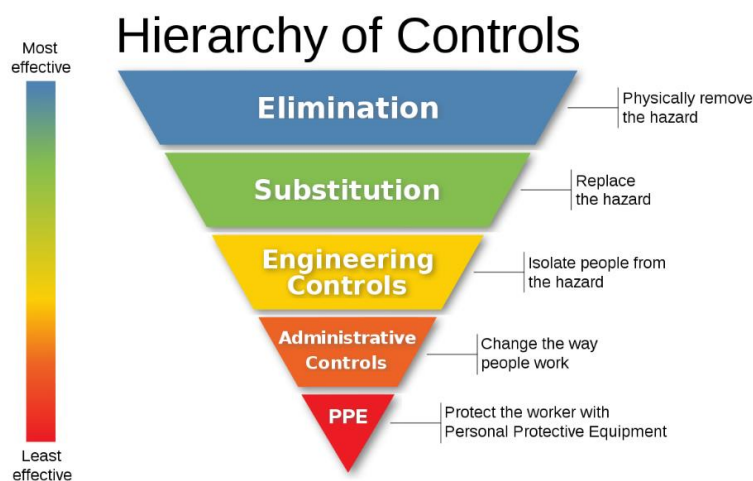 Hierarchy of Controls
Most
effective
Elimination
Physically remove
the hazard
Substitution
Replace
the hazard
Engineering
Controls
Isolate people from
the hazard
Administrative
Controls
Change the way
people work
PPE
Protect the worker with
Personal Protective Equipment
Least
effective